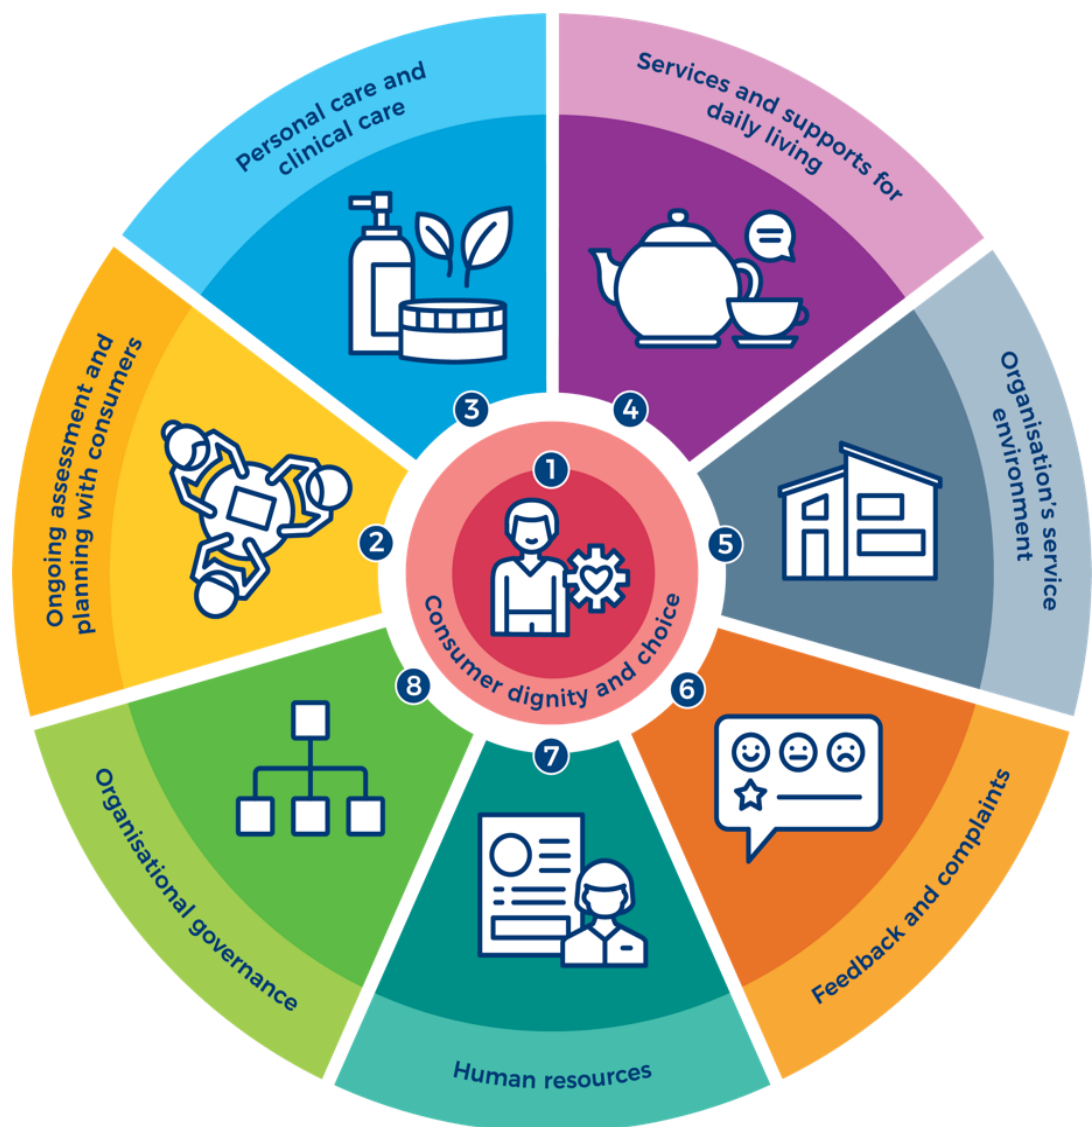 1
Consumer dignity and choice
2
Ongoing assessment and
planning with consumers
3
Personal care and
clinical care
4
Services and supports for
daily living
5
Organisation's service
environment
6
Feedback and complaints
7
Human resources
8
Organisational governance